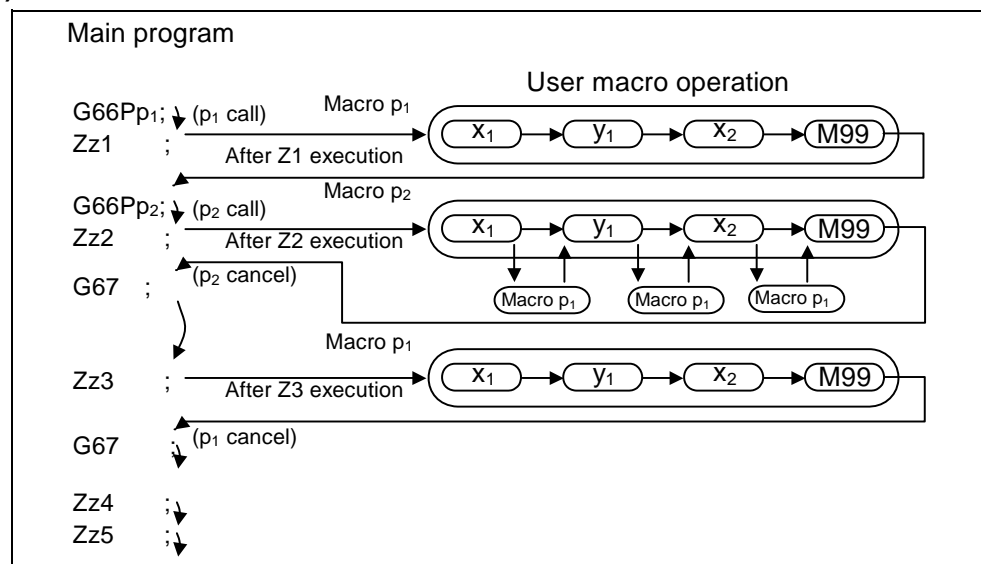 )
Main program
User macro operation
G66Pp₁; (p₁ call) Macro p₁
x₁ y₁ x₂ M99
Zz1 ;
After Z1 execution
Macro p₂
G66Pp₂; (p₂ call)
x₁ y₁ x₂ M99
Zz2 ; After Z2 execution
(p₂ cancel)
G67 ;
Macro p₁ Macro p₁ Macro p₁
Macro p₁
x₁ y₁ x₂ M99
Zz3 ;
After Z3 execution
(p₁ cancel)
G67 ;
Zz4 ;
Zz5 ;